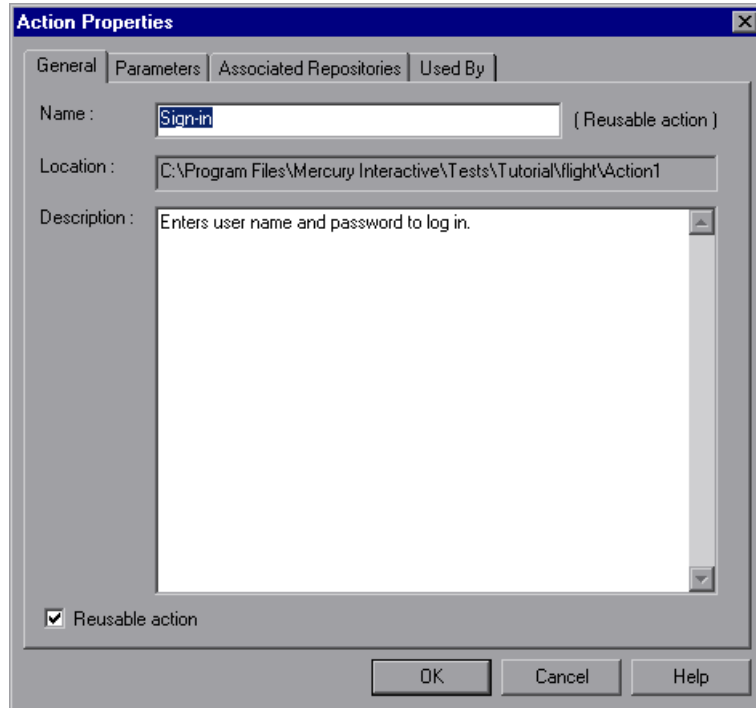 Action Properties
General Parameters Associated Repositories Used By
Name : Sign-in ( Reusable action )
Location : C:\Program Files\Mercury Interactive\Tests\Tutorial\flight\Action1
Description : Enters user name and password to log in.
Reusable action
OK Cancel Help